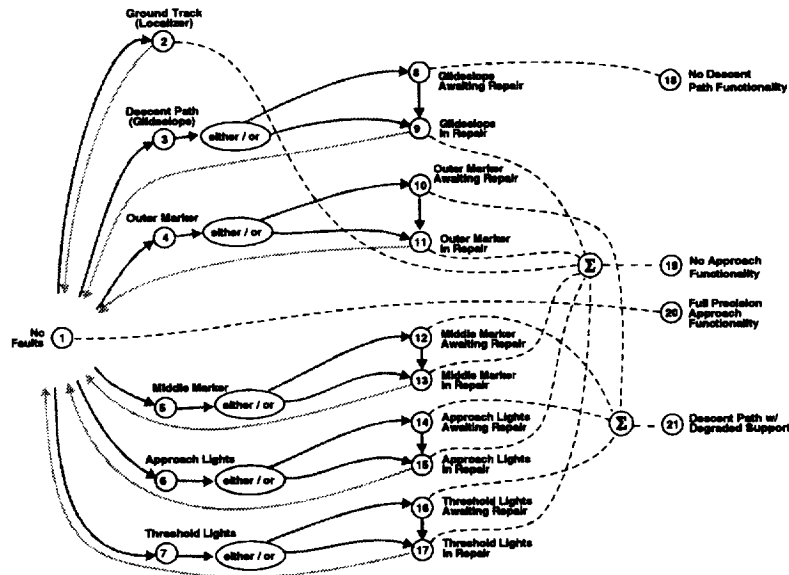 Ground Track
(Localizer)
2
8
Glideslope
Awaiting Repair
18
No Descent
Path Functionality
Descent Path
(Glideslope)
3
either / or
9
Glideslope
In Repair
Outer Marker
4
either / or
10
Outer Marker
Awaiting Repair
11
Outer Marker
In Repair
Σ
19
No Approach
Functionality
No
Faults
1
20
Full Precision
Approach
Functionality
12
Middle Marker
Awaiting Repair
Middle Marker
5
either / or
13
Middle Marker
In Repair
14
Approach Lights
Awaiting Repair
Σ
21
Descent Path w/
Degraded Support
Approach Lights
6
either / or
15
Approach Lights
In Repair
16
Threshold Lights
Awaiting Repair
Threshold Lights
7
either / or
17
Threshold Lights
In Repair